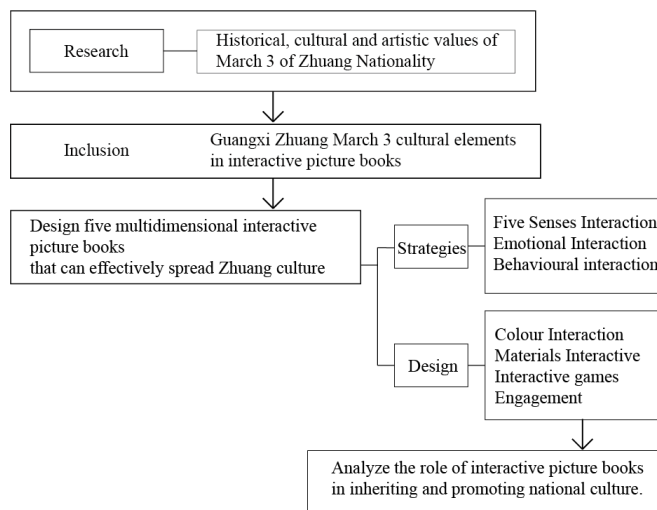 Research
Historical, cultural and artistic values of
March 3 of Zhuang Nationality
Inclusion
Guangxi Zhuang March 3 cultural elements
in interactive picture books
Design five multidimensional interactive
picture books
that can effectively spread Zhuang culture
Strategies
Five Senses Interaction
Emotional Interaction
Behavioural interaction
Design
Colour Interaction
Materials Interactive
Interactive games
Engagement
Analyze the role of interactive picture books
in inheriting and promoting national culture.